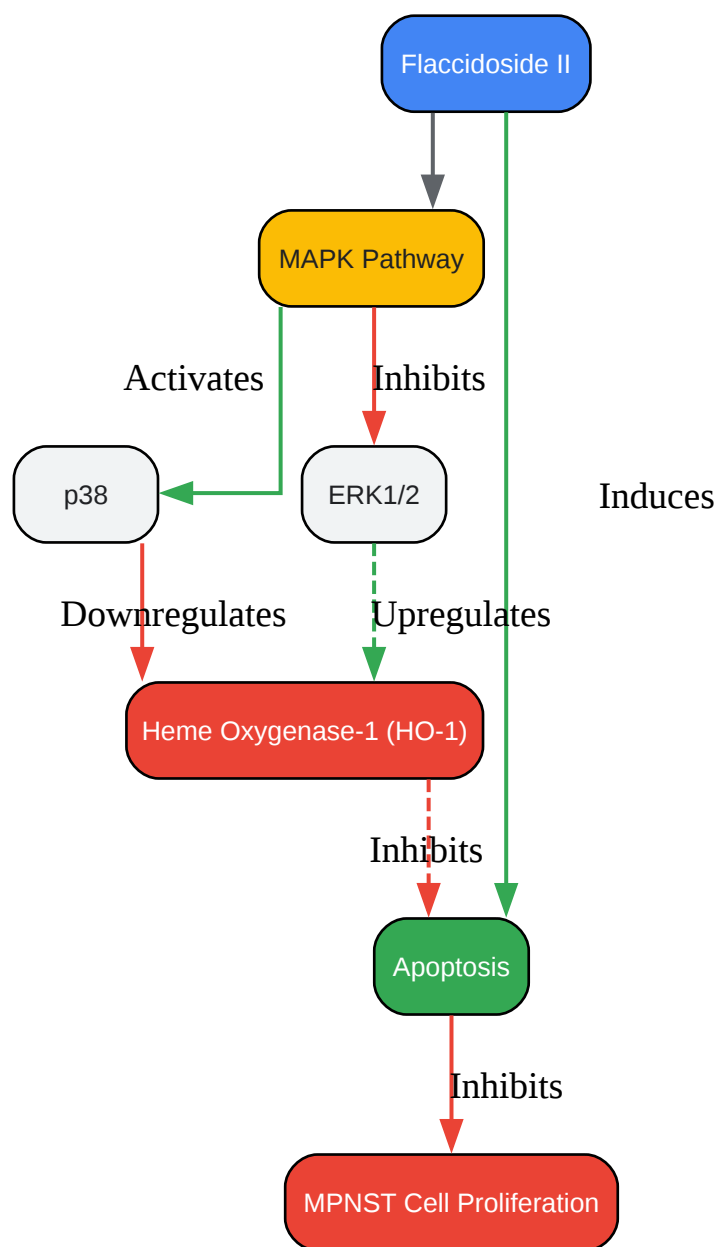 Flaccidoside II
MAPK Pathway
Activates
Inhibits
p38
ERK1/2
Induces
Downregulates
Upregulates
Heme Oxygenase-1 (HO-1)
Inhibits
Apoptosis
Inhibits
MPNST Cell Proliferation